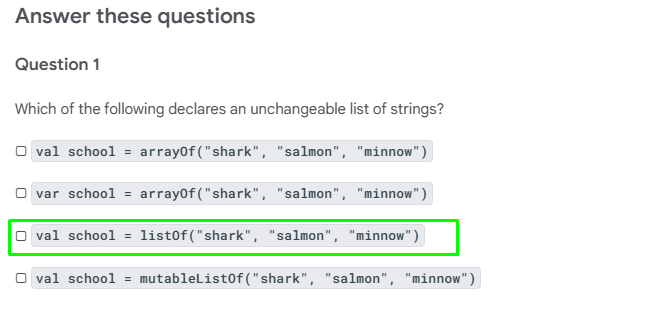 Answer these questions
Question 1
Which of the following declares an unchangeable list of strings?
val school = arrayOf("shark", "salmon", "minnow")
var school = arrayOf("shark", "salmon", "minnow")
val school = listOf("shark", "salmon", "minnow")
val school = mutableListOf("shark", "salmon", "minnow")